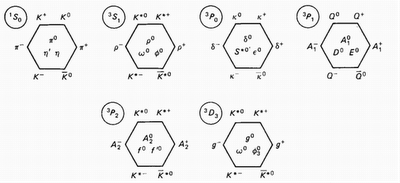 ¹S₀
K⁺ K⁰
π⁰
π⁻ π⁺
η′ η
K⁻ K̄⁰
³S₁
K*⁰ K*⁺
ρ⁰
ρ⁻ ρ⁺
ω⁰ φ⁰
K*⁻ K̄*⁰
³P₀
κ⁰ κ⁺
δ⁰
δ⁻ δ⁺
S*⁰ ε⁰
κ⁻ κ̄⁰
³P₁
Q⁰ Q⁺
A₁⁰
A₁⁻ A₁⁺
D⁰ E⁰
Q⁻ Q̄⁰
³P₂
K*⁰ K*⁺
A₂⁰
A₂⁻ A₂⁺
f⁰ f′⁰
K*⁻ K̄*⁰
³D₃
K*⁰ K*⁺
g⁰
g⁻ g⁺
ω⁰ φ₃⁰
K*⁻ K̄*⁰